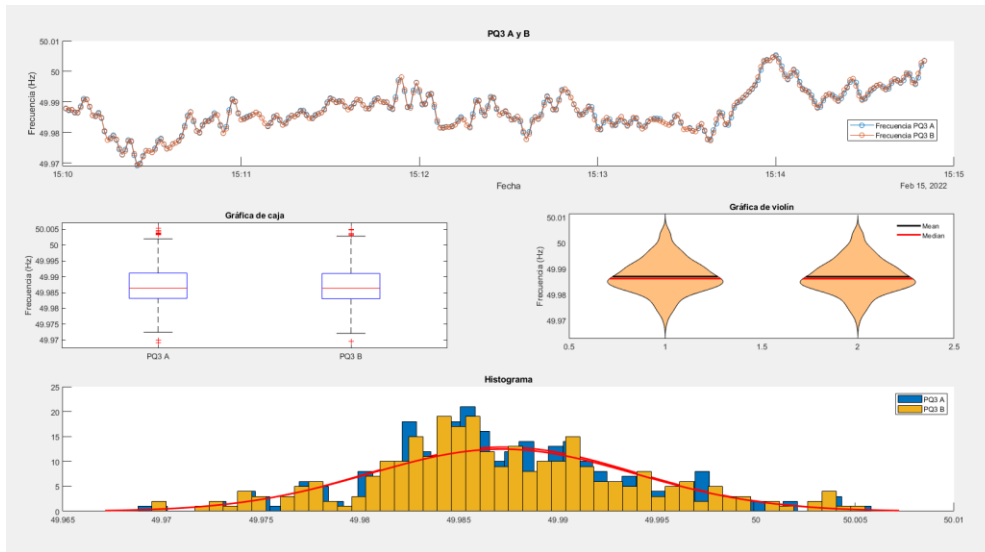 PQ3 A y B
50.01
50
49.99
49.98
49.97
Frecuencia (Hz)
Frecuencia PQ3 A
Frecuencia PQ3 B
15:10 15:11 15:12 15:13 15:14 15:15
Fecha
Feb 15, 2022
Gráfica de caja
50.005
50
49.995
49.99
49.985
49.98
49.975
49.97
Frecuencia (Hz)
PQ3 A PQ3 B
Gráfica de violín
50.01
50
49.99
49.98
49.97
Frecuencia (Hz)
Mean
Median
0.5 1 1.5 2 2.5
Histograma
25
20
15
10
5
0
PQ3 A
PQ3 B
49.965 49.97 49.975 49.98 49.985 49.99 49.995 50 50.005 50.01